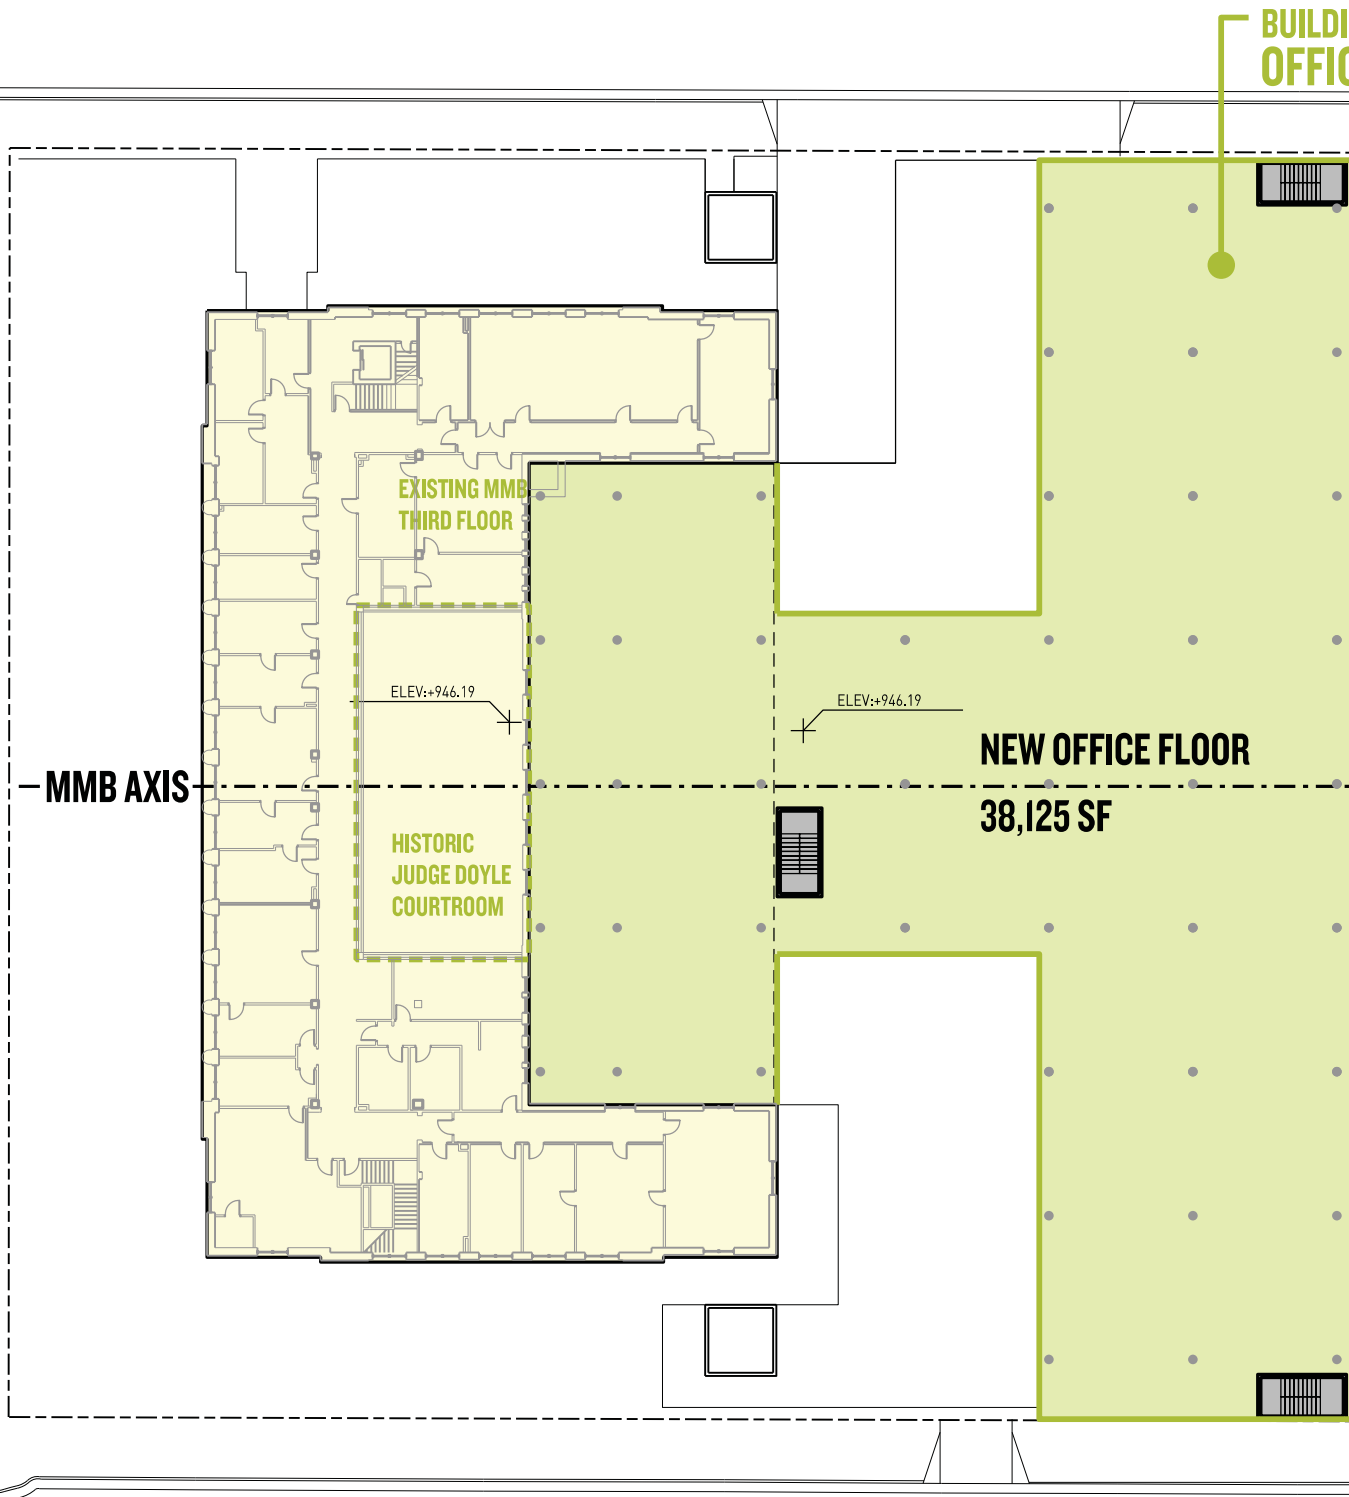 BUILDI
OFFIC
EXISTING MMB
THIRD FLOOR
ELEV:+946.19
ELEV:+946.19
NEW OFFICE FLOOR
MMB AXIS
38,125 SF
HISTORIC
JUDGE DOYLE
COURTROOM